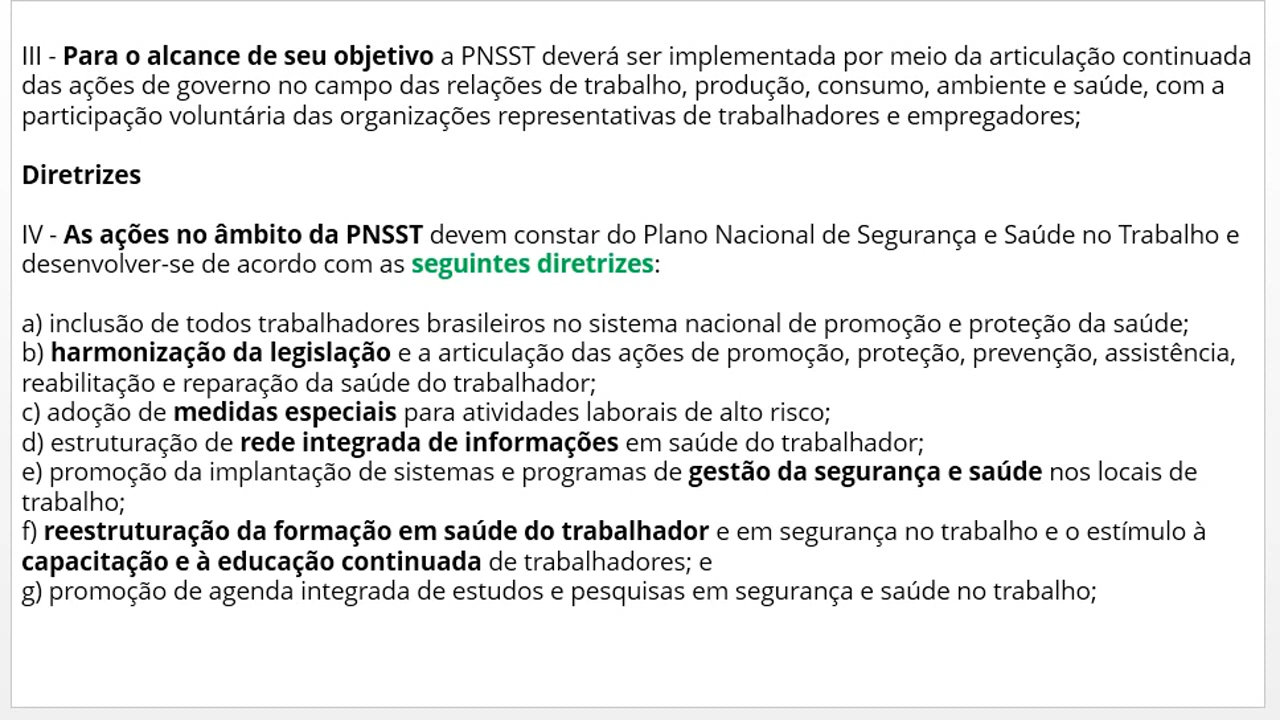 III - Para o alcance de seu objetivo a PNSST deverá ser implementada por meio da articulação continuada
das ações de governo no campo das relações de trabalho, produção, consumo, ambiente e saúde, com a
participação voluntária das organizações representativas de trabalhadores e empregadores;
Diretrizes
IV - As ações no âmbito da PNSST devem constar do Plano Nacional de Segurança e Saúde no Trabalho e
desenvolver-se de acordo com as seguintes diretrizes:
a) inclusão de todos trabalhadores brasileiros no sistema nacional de promoção e proteção da saúde;
b) harmonização da legislação e a articulação das ações de promoção, proteção, prevenção, assistência,
reabilitação e reparação da saúde do trabalhador;
c) adoção de medidas especiais para atividades laborais de alto risco;
d) estruturação de rede integrada de informações em saúde do trabalhador;
e) promoção da implantação de sistemas e programas de gestão da segurança e saúde nos locais de
trabalho;
f) reestruturação da formação em saúde do trabalhador e em segurança no trabalho e o estímulo à
capacitação e à educação continuada de trabalhadores; e
g) promoção de agenda integrada de estudos e pesquisas em segurança e saúde no trabalho;